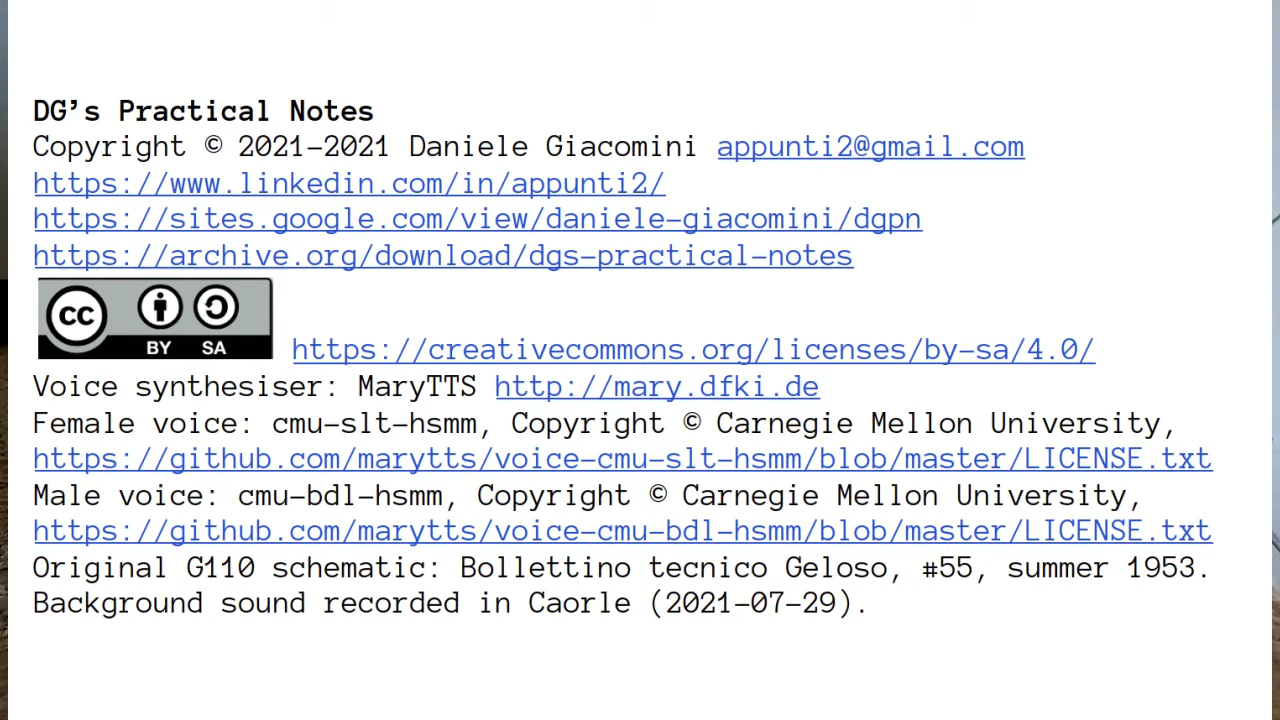 DG's Practical Notes
Copyright © 2021-2021 Daniele Giacomini appunti2@gmail.com
https://www.linkedin.com/in/appunti2/
https://sites.google.com/view/daniele-giacomini/dgpn
https://archive.org/download/dgs-practical-notes
CC BY SA https://creativecommons.org/licenses/by-sa/4.0/
Voice synthesiser: MaryTTS http://mary.dfki.de
Female voice: cmu-slt-hsmm, Copyright © Carnegie Mellon University,
https://github.com/marytts/voice-cmu-slt-hsmm/blob/master/LICENSE.txt
Male voice: cmu-bdl-hsmm, Copyright © Carnegie Mellon University,
https://github.com/marytts/voice-cmu-bdl-hsmm/blob/master/LICENSE.txt
Original G110 schematic: Bollettino tecnico Geloso, #55, summer 1953.
Background sound recorded in Caorle (2021-07-29).